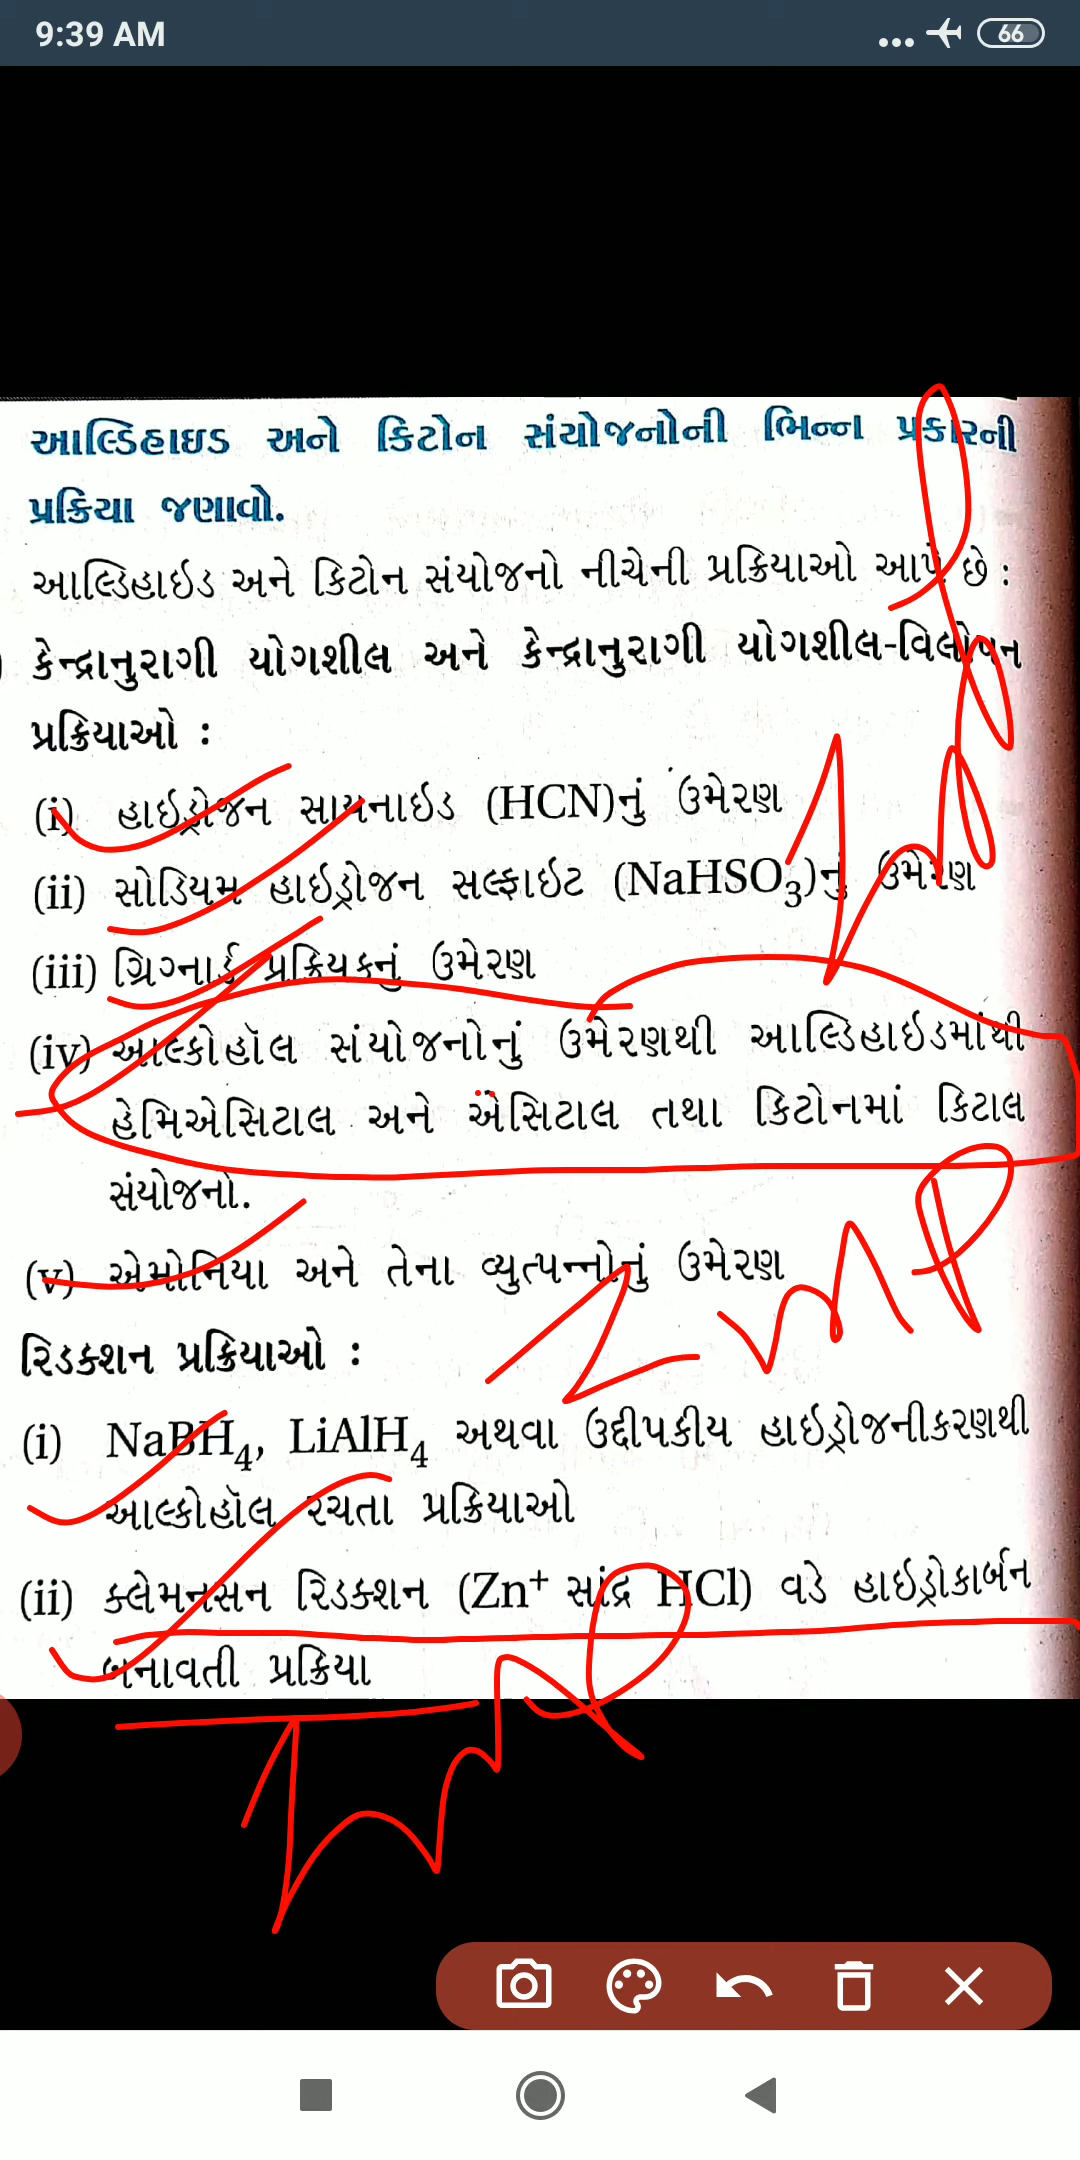 9:39 AM
66
આલ્ડિહાઇડ અને કિટોન સંયોજનોની ભિન્ન પ્રકારની
પ્રક્રિયા જણાવો.
આલ્ડિહાઇડ અને કિટોન સંયોજનો નીચેની પ્રક્રિયાઓ આપે છે :
કેન્દ્રાનુરાગી યોગશીલ અને કેન્દ્રાનુરાગી યોગશીલ-વિલોપન
પ્રક્રિયાઓ :
(i) હાઇડ્રોજન સાયનાઇડ (HCN)નું ઉમેરણ
(ii) સોડિયમ હાઇડ્રોજન સલ્ફાઇટ (NaHSO3)નું ઉમેરણ
(iii) ગ્રિગ્નાર્ડ પ્રક્રિયકનું ઉમેરણ
(iv) આલ્કોહૉલ સંયોજનોનું ઉમેરણથી આલ્ડિહાઇડમાંથી
હેમિએસિટાલ અને એસિટાલ તથા કિટોનમાં કિટાલ
સંયોજનો.
(v) એમોનિયા અને તેના વ્યુત્પન્નોનું ઉમેરણ
રિડક્શન પ્રક્રિયાઓ :
(i) NaBH4, LiAlH4 અથવા ઉદ્દીપકીય હાઇડ્રોજનીકરણથી
આલ્કોહૉલ રચતા પ્રક્રિયાઓ
(ii) ક્લેમનસન રિડક્શન (Zn+ સાંદ્ર HCl) વડે હાઇડ્રોકાર્બન
બનાવતી પ્રક્રિયા
Imp
Imp
Imp